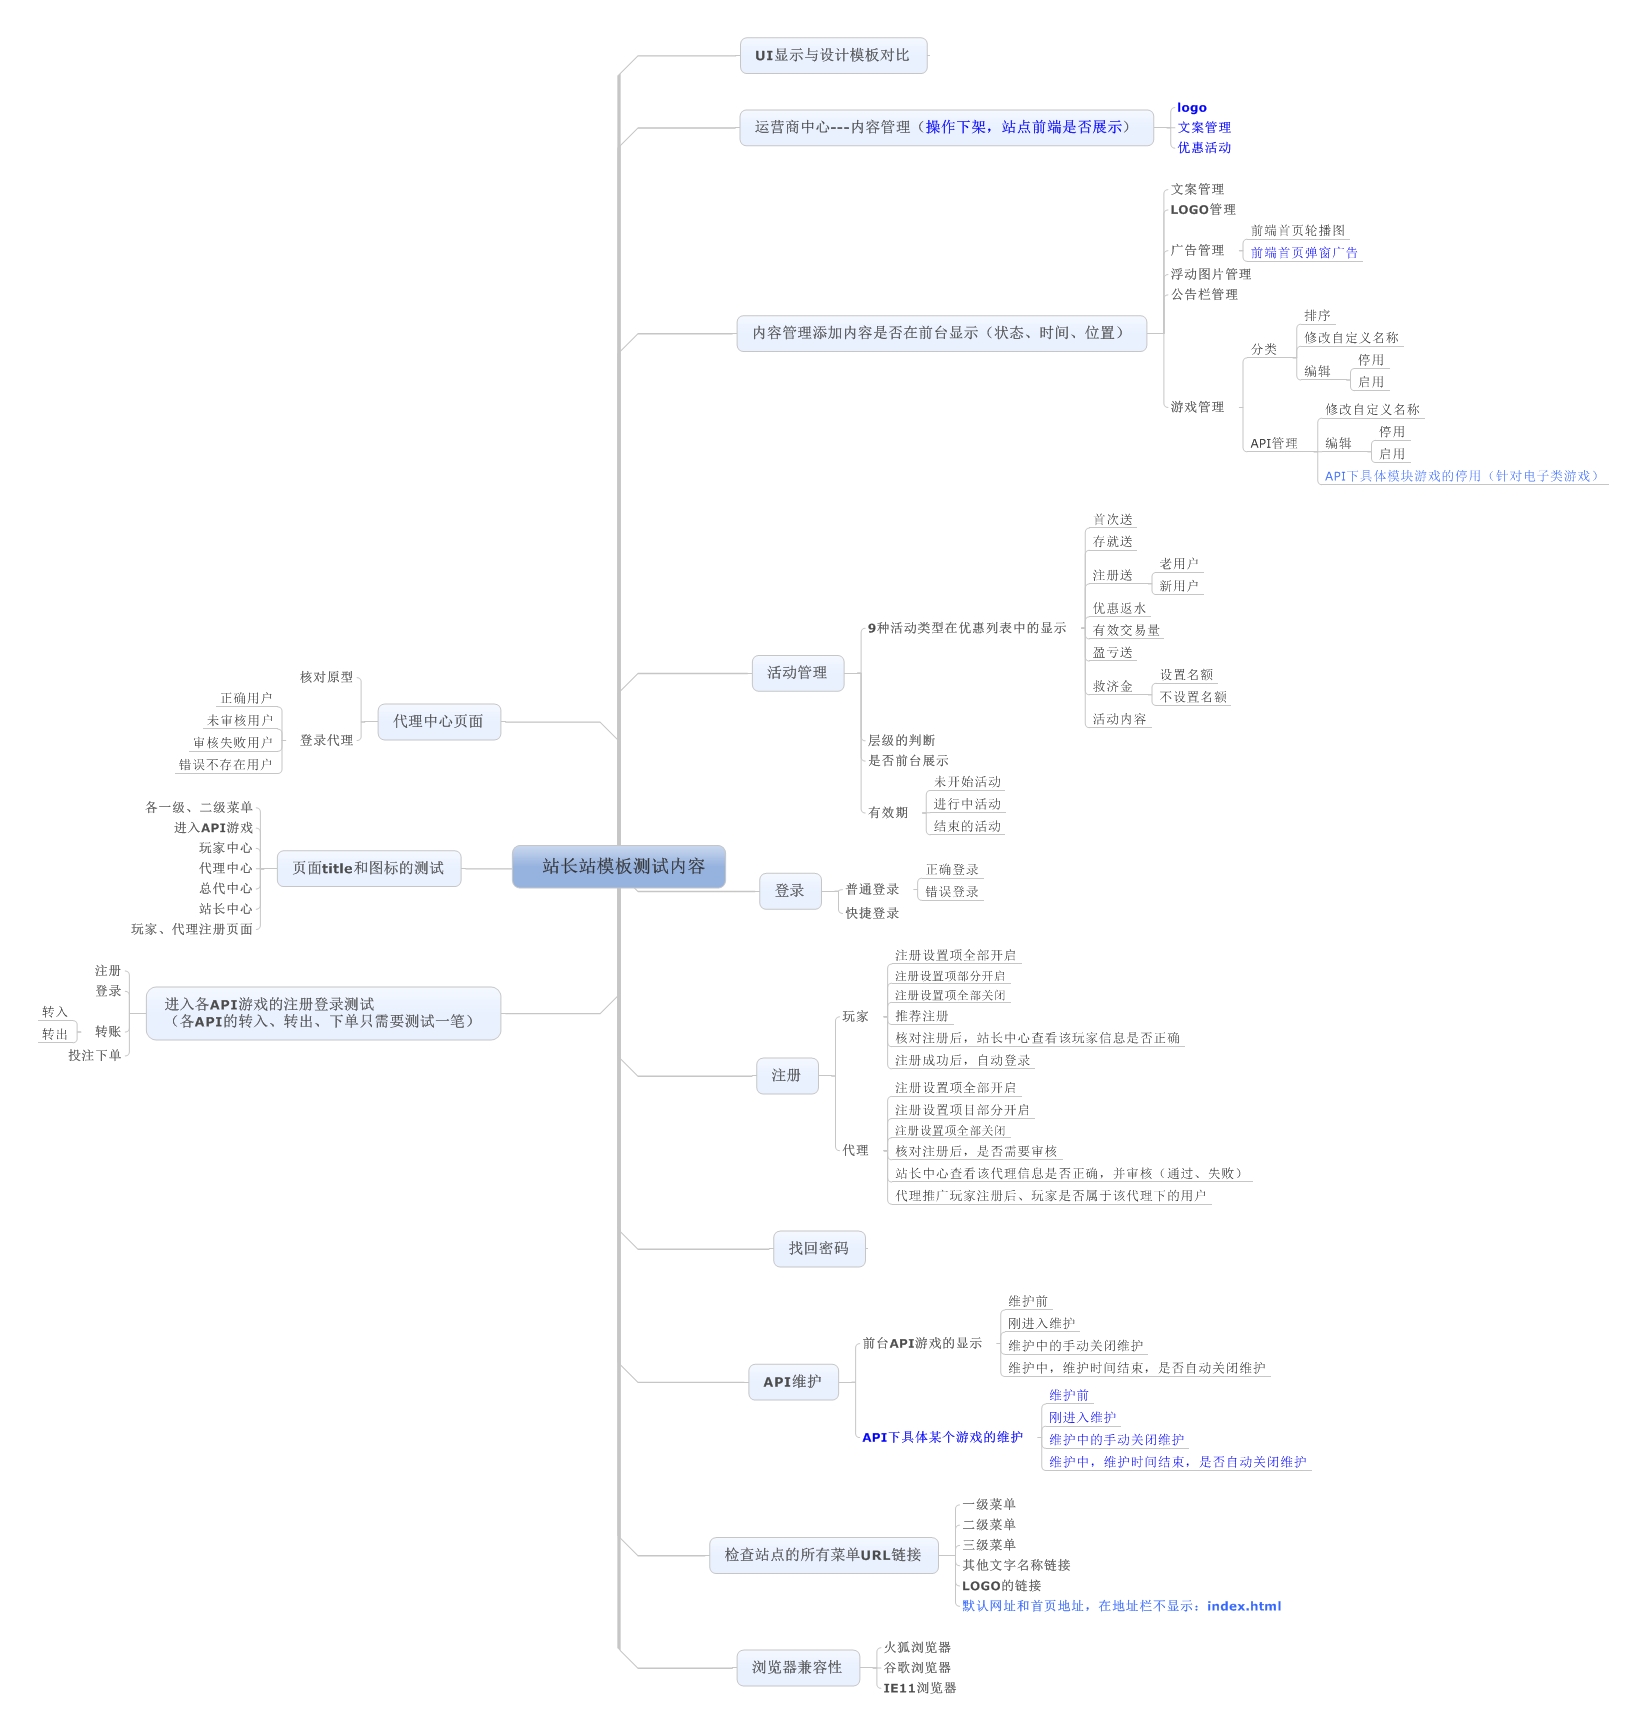 站长站模板测试内容
UI显示与设计模板对比
运营商中心---内容管理（操作下架，站点前端是否展示）
logo
文案管理
优惠活动
内容管理添加内容是否在前台显示（状态、时间、位置）
文案管理
LOGO管理
广告管理
前端首页轮播图
前端首页弹窗广告
浮动图片管理
公告栏管理
游戏管理
分类
排序
修改自定义名称
编辑
停用
启用
API管理
修改自定义名称
编辑
停用
启用
API下具体模块游戏的停用（针对电子类游戏）
活动管理
9种活动类型在优惠列表中的显示
首次送
存就送
注册送
老用户
新用户
优惠返水
有效交易量
盈亏送
救济金
设置名额
不设置名额
活动内容
层级的判断
是否前台展示
有效期
未开始活动
进行中活动
结束的活动
登录
普通登录
正确登录
错误登录
快捷登录
注册
玩家
注册设置项全部开启
注册设置项部分开启
注册设置项全部关闭
推荐注册
核对注册后，站长中心查看该玩家信息是否正确
注册成功后，自动登录
代理
注册设置项全部开启
注册设置项目部分开启
注册设置项全部关闭
核对注册后，是否需要审核
站长中心查看该代理信息是否正确，并审核（通过、失败）
代理推广玩家注册后、玩家是否属于该代理下的用户
找回密码
API维护
前台API游戏的显示
维护前
刚进入维护
维护中的手动关闭维护
维护中，维护时间结束，是否自动关闭维护
API下具体某个游戏的维护
维护前
刚进入维护
维护中的手动关闭维护
维护中，维护时间结束，是否自动关闭维护
检查站点的所有菜单URL链接
一级菜单
二级菜单
三级菜单
其他文字名称链接
LOGO的链接
默认网址和首页地址，在地址栏不显示：index.html
浏览器兼容性
火狐浏览器
谷歌浏览器
IE11浏览器
代理中心页面
核对原型
登录代理
正确用户
未审核用户
审核失败用户
错误不存在用户
页面title和图标的测试
各一级、二级菜单
进入API游戏
玩家中心
代理中心
总代中心
站长中心
玩家、代理注册页面
进入各API游戏的注册登录测试
（各API的转入、转出、下单只需要测试一笔）
注册
登录
转账
转入
转出
投注下单